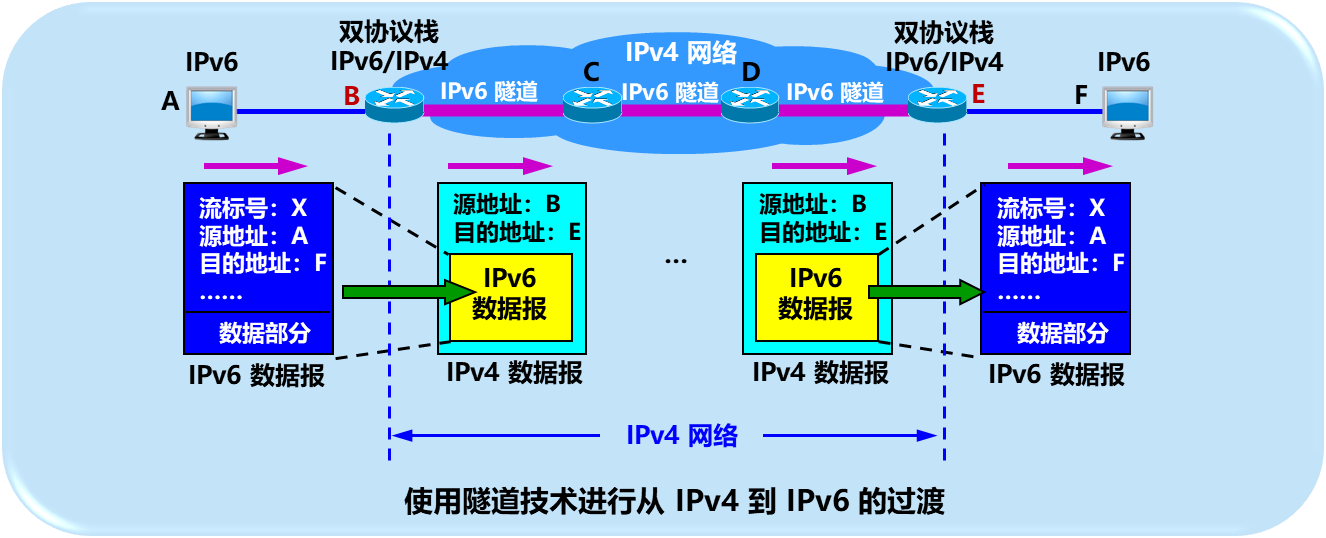 双协议栈
IPv6/IPv4
双协议栈
IPv6/IPv4
IPv4 网络
IPv6
IPv6
A
B
C
D
E
F
IPv6 隧道
IPv6 隧道
IPv6 隧道
流标号：X
源地址：A
目的地址：F
......
数据部分
IPv6 数据报
源地址：B
目的地址：E
IPv6
数据报
IPv4 数据报
...
源地址：B
目的地址：E
IPv6
数据报
IPv4 数据报
流标号：X
源地址：A
目的地址：F
......
数据部分
IPv6 数据报
IPv4 网络
使用隧道技术进行从 IPv4 到 IPv6 的过渡